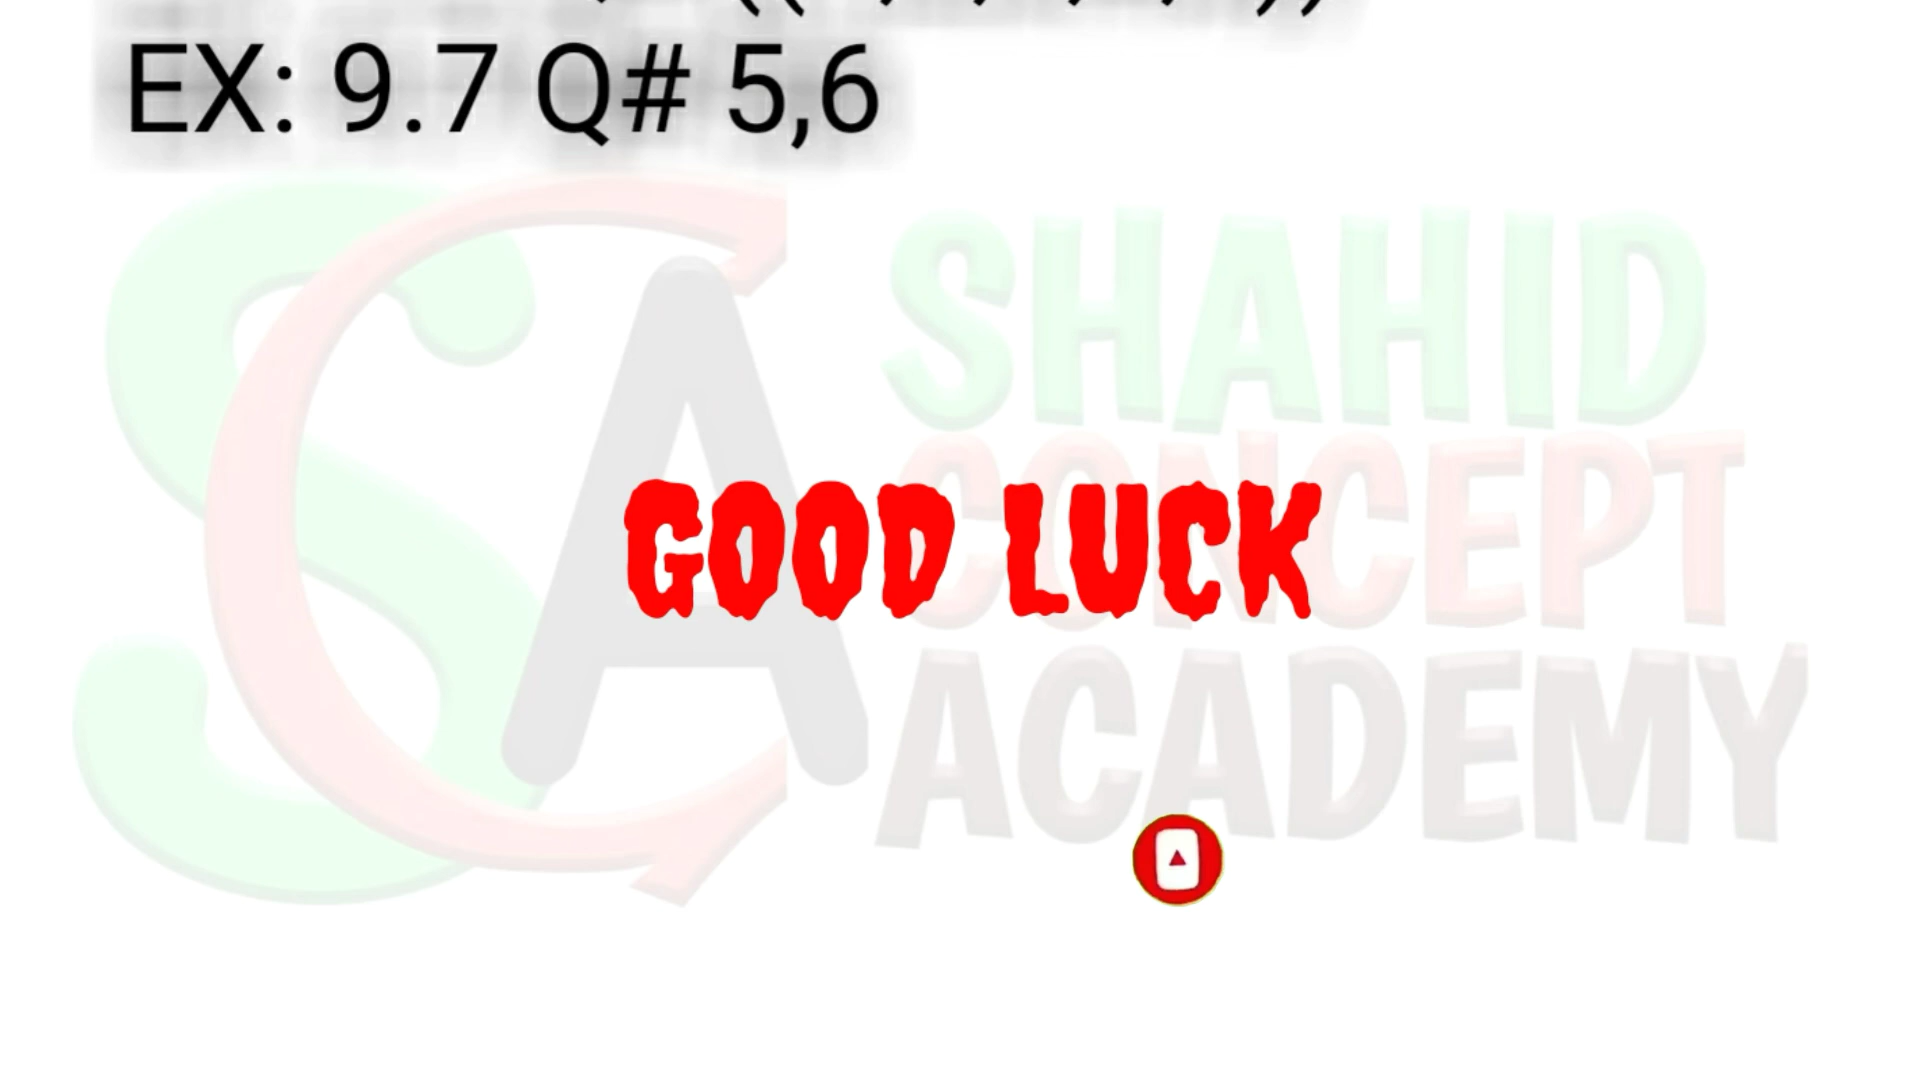 EX: 9.7 Q# 5,6
SHAHID
CONCEPT
ACADEMY
GOOD LUCK